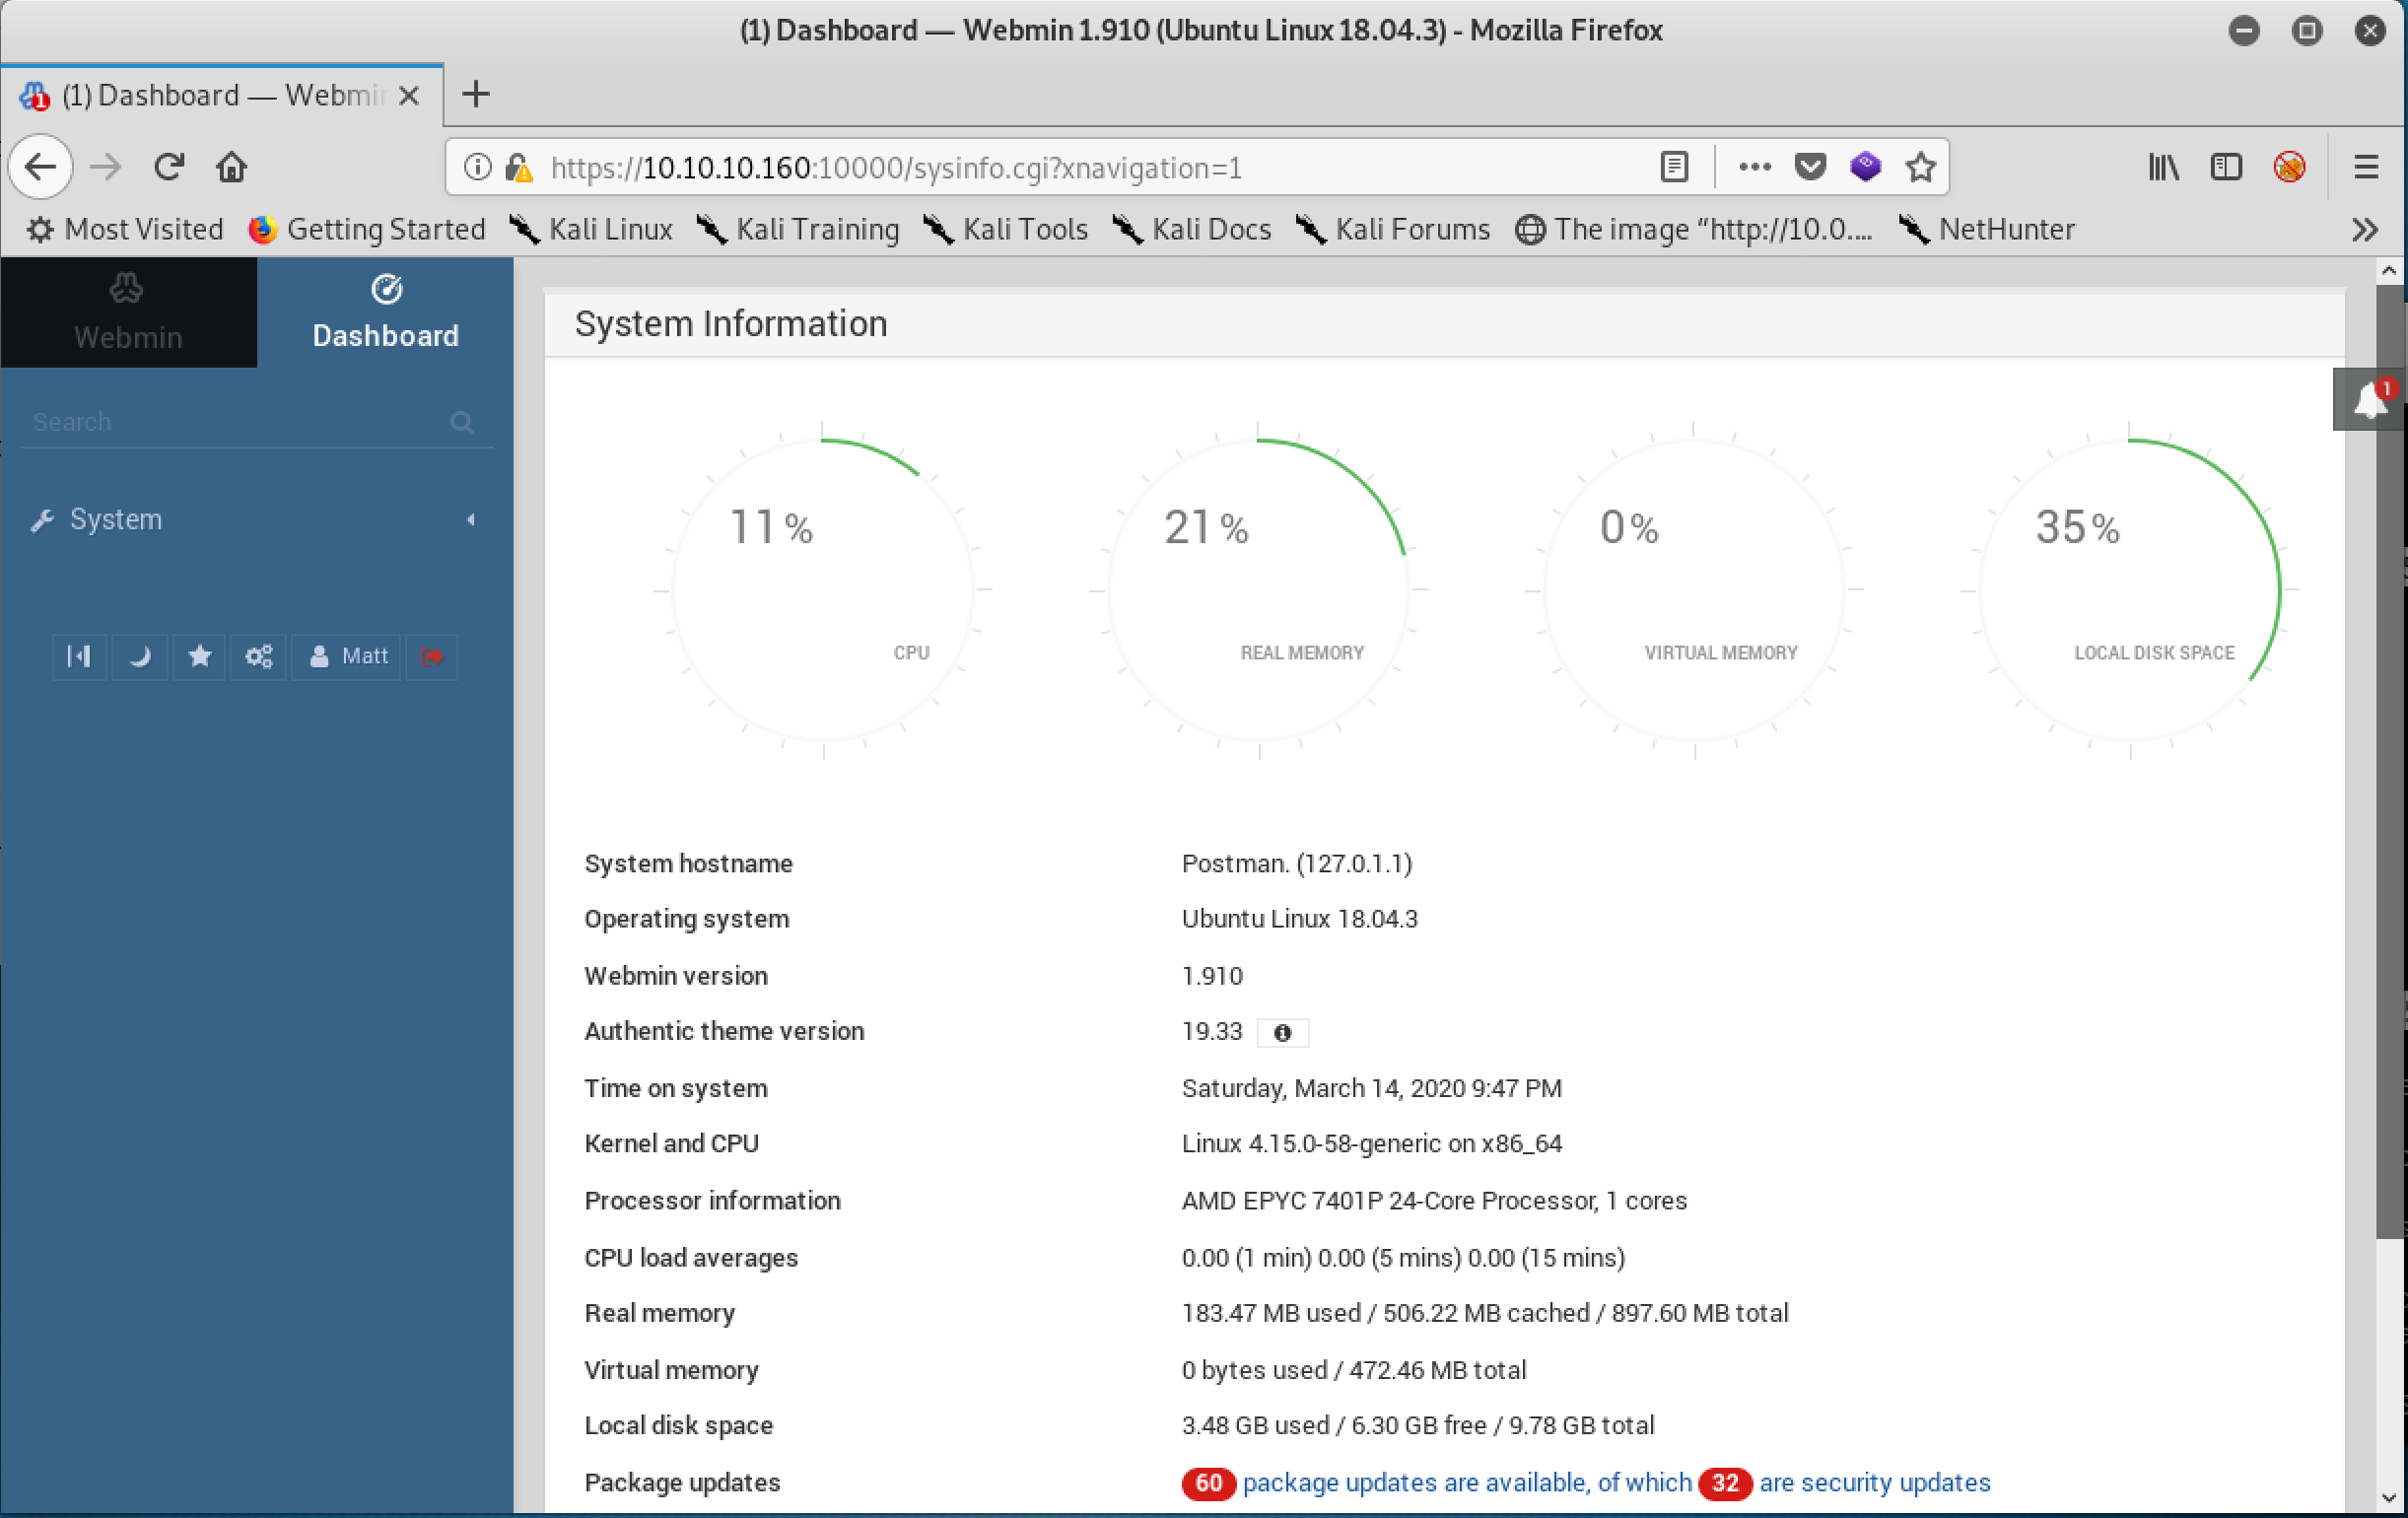 (1) Dashboard — Webmin 1.910 (Ubuntu Linux 18.04.3) - Mozilla Firefox
(1) Dashboard — Webmin
https://10.10.10.160:10000/sysinfo.cgi?xnavigation=1
Most Visited Getting Started Kali Linux Kali Training Kali Tools Kali Docs Kali Forums The image “http://10.0.... NetHunter
Webmin
Dashboard
Search
System
Matt
System Information
1
11%
CPU
21%
REAL MEMORY
0%
VIRTUAL MEMORY
35%
LOCAL DISK SPACE
System hostname Postman. (127.0.1.1)
Operating system Ubuntu Linux 18.04.3
Webmin version 1.910
Authentic theme version 19.33
Time on system Saturday, March 14, 2020 9:47 PM
Kernel and CPU Linux 4.15.0-58-generic on x86_64
Processor information AMD EPYC 7401P 24-Core Processor, 1 cores
CPU load averages 0.00 (1 min) 0.00 (5 mins) 0.00 (15 mins)
Real memory 183.47 MB used / 506.22 MB cached / 897.60 MB total
Virtual memory 0 bytes used / 472.46 MB total
Local disk space 3.48 GB used / 6.30 GB free / 9.78 GB total
Package updates 60 package updates are available, of which 32 are security updates